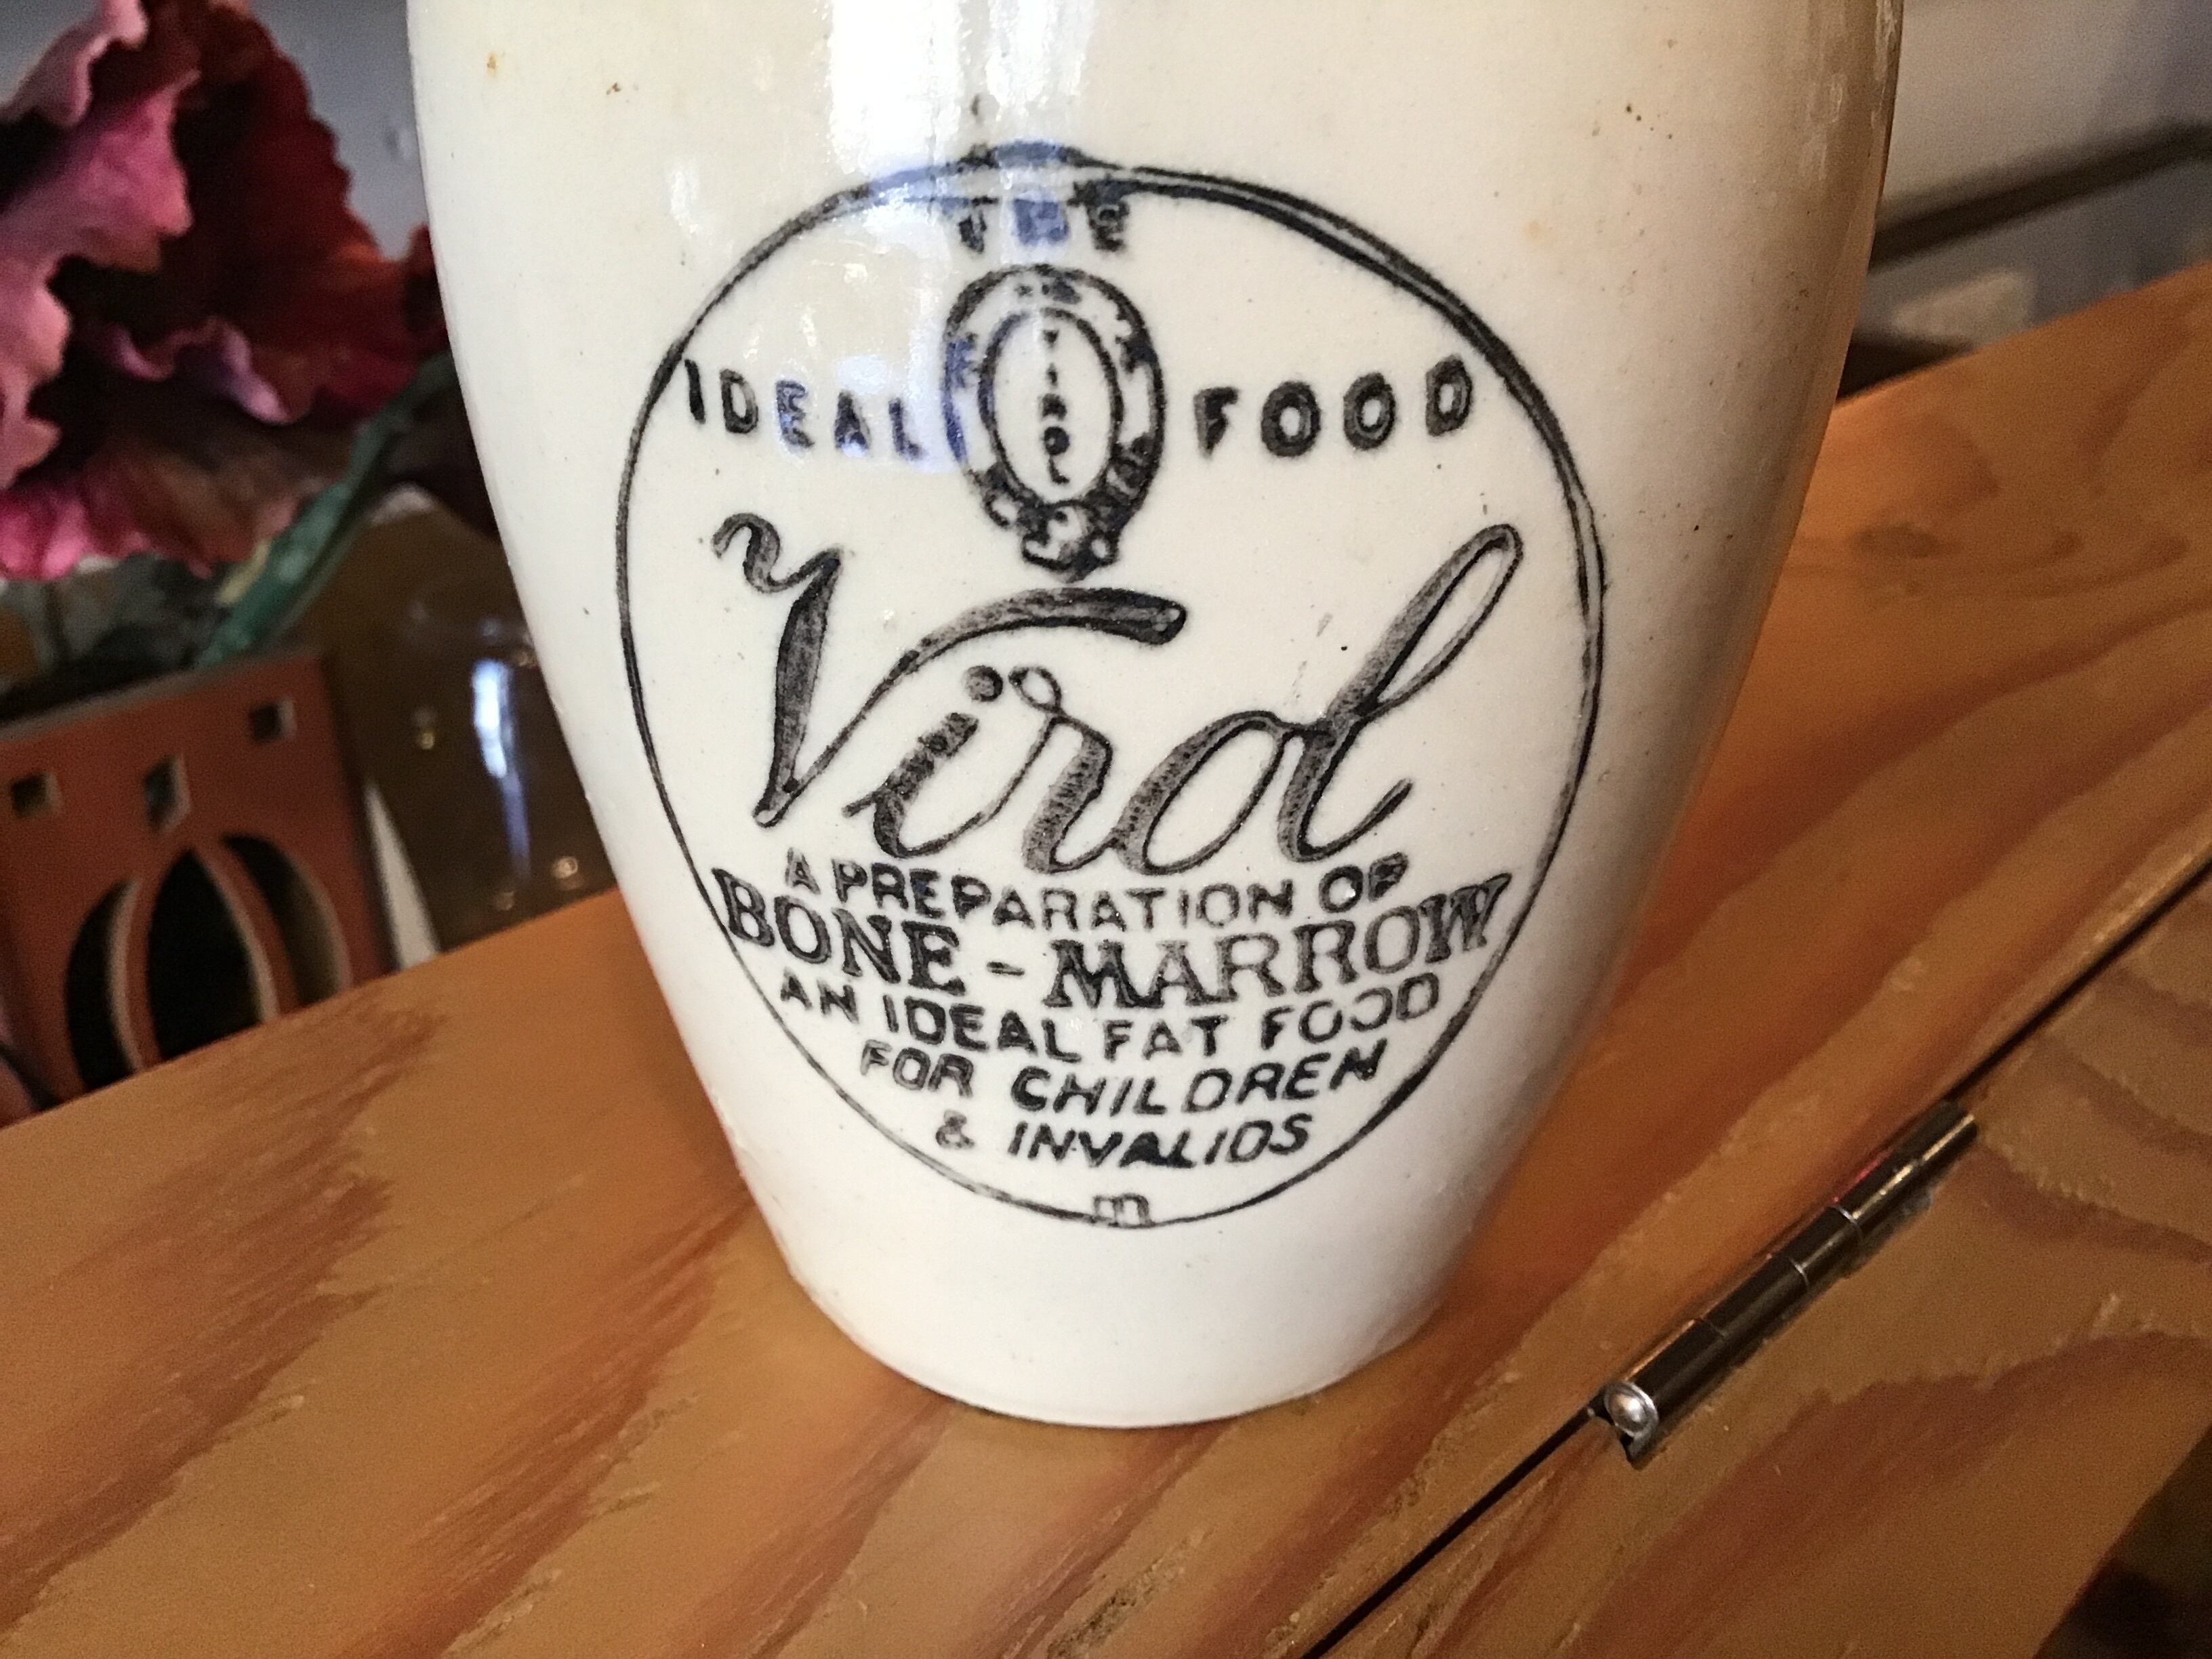 THE
IDEAL FOOD
VIROL
Virol
A PREPARATION OF
BONE-MARROW
AN IDEAL FAT FOOD
FOR CHILDREN
& INVALIDS
m